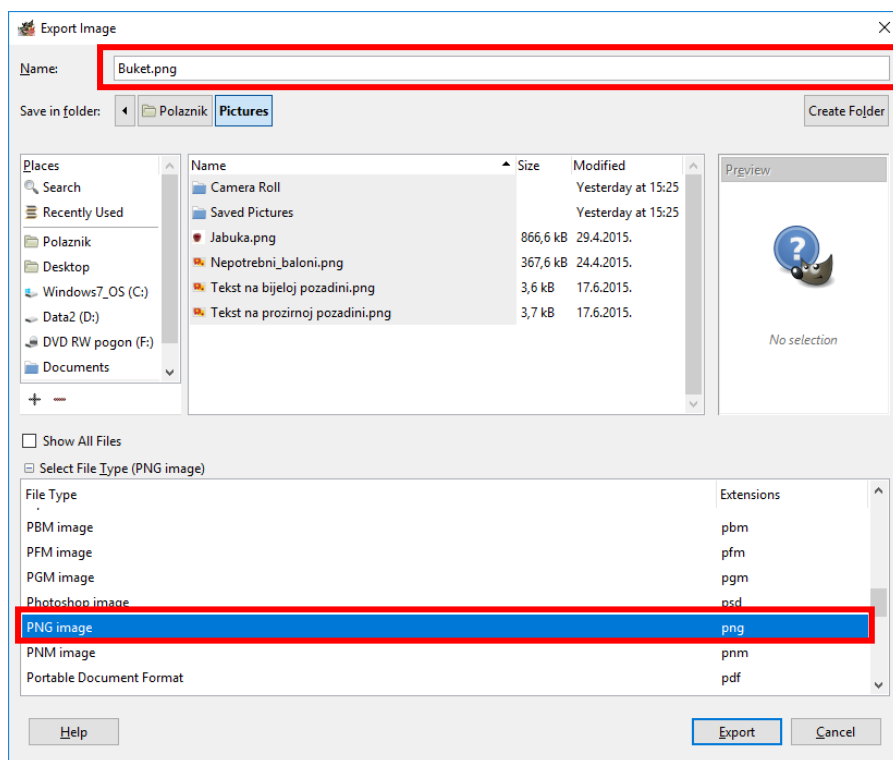 Export Image
Name: Buket.png
Save in folder: Polaznik Pictures Create Folder
Places Name Size Modified Preview
Search Camera Roll Yesterday at 15:25
Recently Used Saved Pictures Yesterday at 15:25
Polaznik Jabuka.png 866,6 kB 29.4.2015.
Desktop Nepotrebni_baloni.png 367,6 kB 24.4.2015.
Windows7_OS (C:) Tekst na bijeloj pozadini.png 3,6 kB 17.6.2015.
Data2 (D:) Tekst na prozirnoj pozadini.png 3,7 kB 17.6.2015.
DVD RW pogon (F:) No selection
Documents
Show All Files
Select File Type (PNG image)
File Type Extensions
PBM image pbm
PFM image pfm
PGM image pgm
Photoshop image psd
PNG image png
PNM image pnm
Portable Document Format pdf
Help Export Cancel